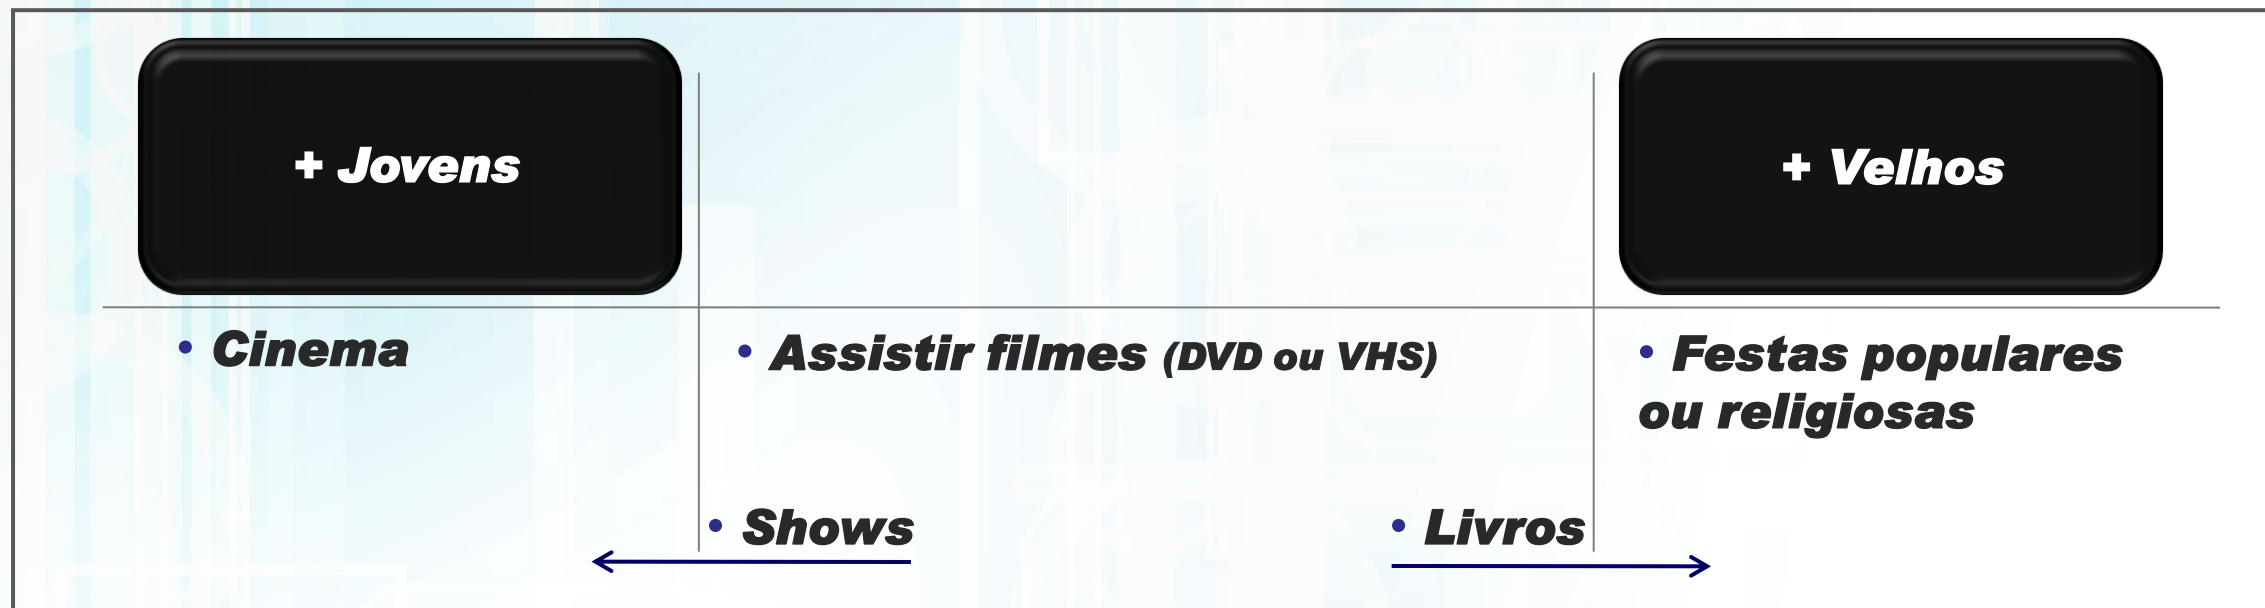 + Jovens
+ Velhos
• Cinema
• Assistir filmes (DVD ou VHS)
• Festas populares
ou religiosas
• Shows
• Livros